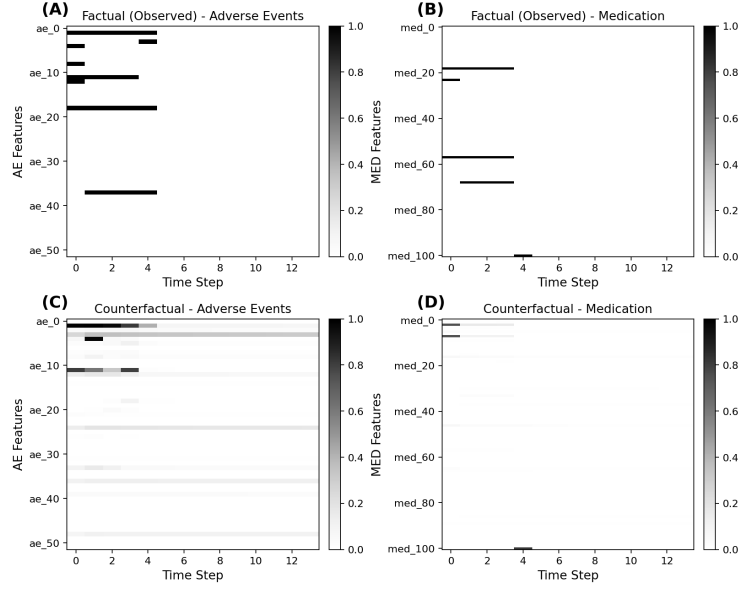 (A)
Factual (Observed) - Adverse Events
ae_0
ae_10
ae_20
ae_30
ae_40
ae_50
AE Features
0 2 4 6 8 10 12
Time Step
1.0
0.8
0.6
0.4
0.2
0.0
(B)
Factual (Observed) - Medication
med_0
med_20
med_40
med_60
med_80
med_100
MED Features
0 2 4 6 8 10 12
Time Step
1.0
0.8
0.6
0.4
0.2
0.0
(C)
Counterfactual - Adverse Events
ae_0
ae_10
ae_20
ae_30
ae_40
ae_50
AE Features
0 2 4 6 8 10 12
Time Step
1.0
0.8
0.6
0.4
0.2
0.0
(D)
Counterfactual - Medication
med_0
med_20
med_40
med_60
med_80
med_100
MED Features
0 2 4 6 8 10 12
Time Step
1.0
0.8
0.6
0.4
0.2
0.0